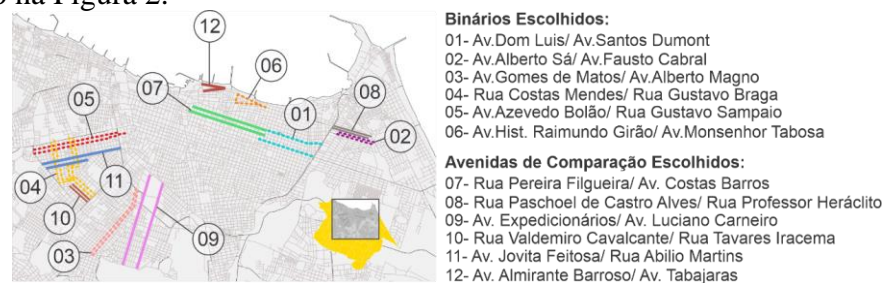 na Figura 2.
12
06
07
01
08
05
02
04
11
10
09
03
Binários Escolhidos:
01- Av.Dom Luis/ Av.Santos Dumont
02- Av.Alberto Sá/ Av.Fausto Cabral
03- Av.Gomes de Matos/ Av.Alberto Magno
04- Rua Costas Mendes/ Rua Gustavo Braga
05- Av.Azevedo Bolão/ Rua Gustavo Sampaio
06- Av.Hist. Raimundo Girão/ Av.Monsenhor Tabosa
Avenidas de Comparação Escolhidos:
07- Rua Pereira Filgueira/ Av. Costas Barros
08- Rua Paschoel de Castro Alves/ Rua Professor Heráclito
09- Av. Expedicionários/ Av. Luciano Carneiro
10- Rua Valdemiro Cavalcante/ Rua Tavares Iracema
11- Av. Jovita Feitosa/ Rua Abilio Martins
12- Av. Almirante Barroso/ Av. Tabajaras